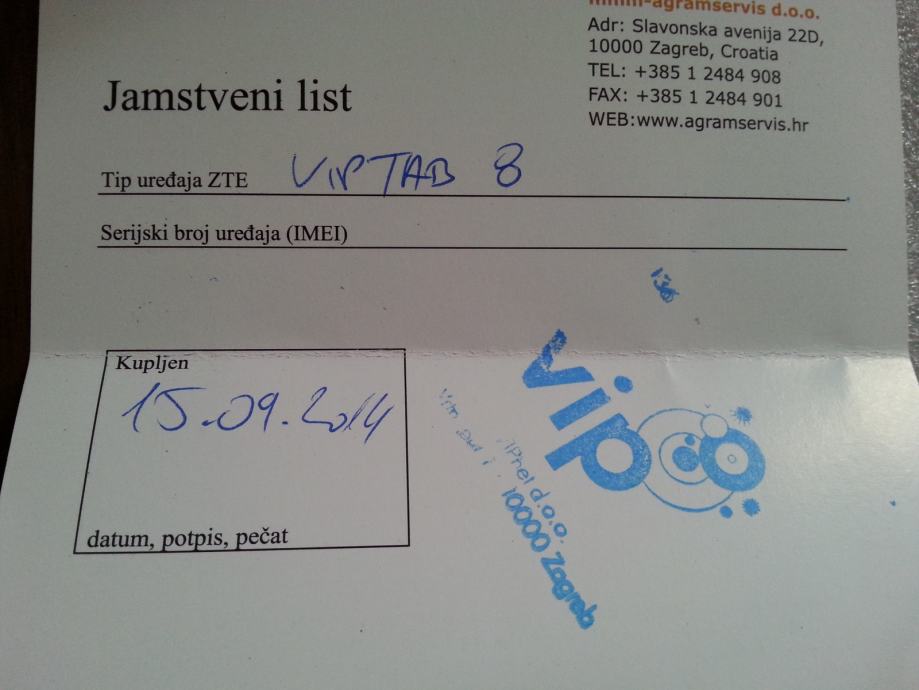 d.o.o.
Adr: Slavonska avenija 22D,
10000 Zagreb, Croatia
TEL: +385 1 2484 908
FAX: +385 1 2484 901
WEB:www.agramservis.hr
Jamstveni list
Tip uređaja ZTE VIP TAB 8
Serijski broj uređaja (IMEI)
Kupljen
15.09.2014
datum, potpis, pečat
vip
d.o.o.
10000 Zagreb